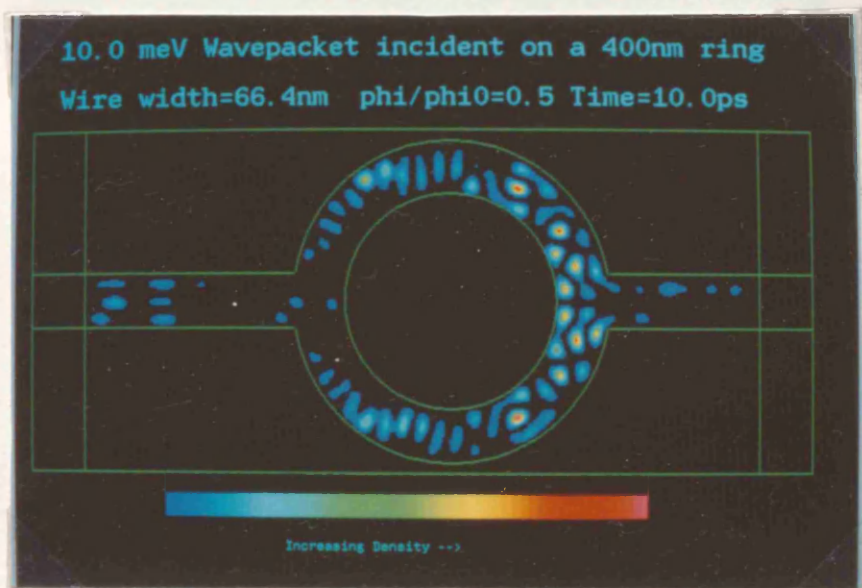 10.0 meV Wavepacket incident on a 400nm ring
Wire width=66.4nm phi/phi0=0.5 Time=10.0ps
Increasing Density -->